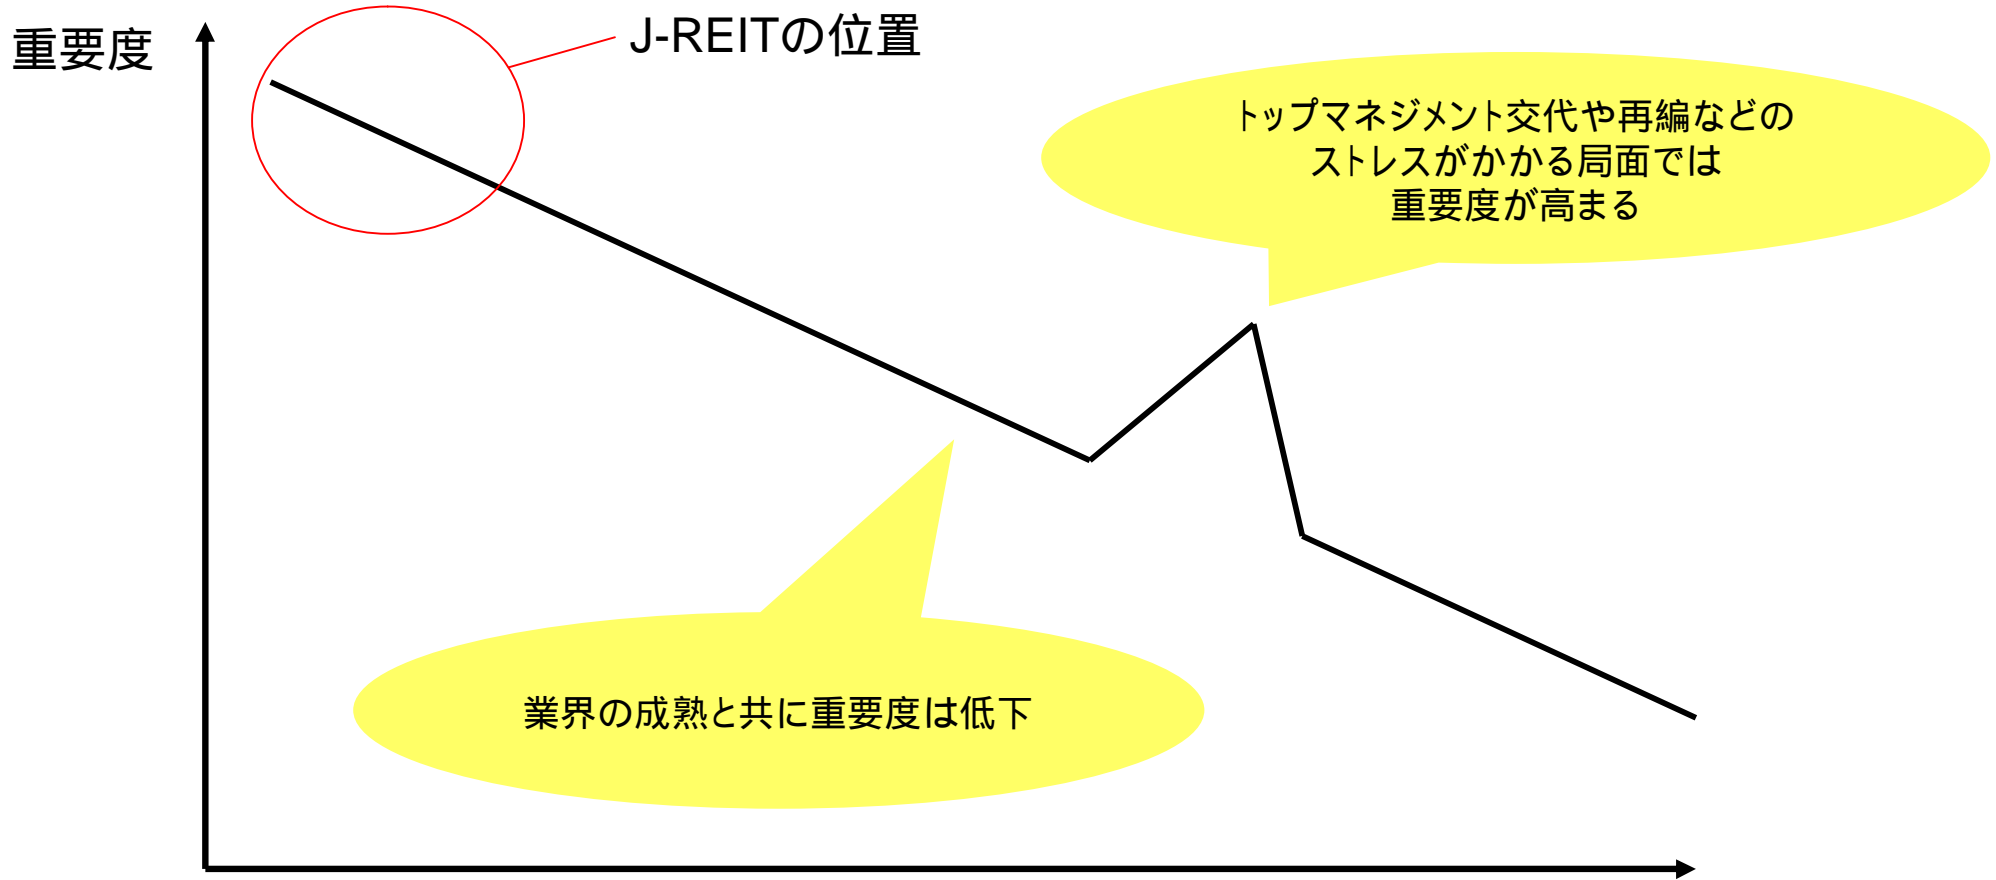 重要度
J-REITの位置
トップマネジメント交代や再編などの
ストレスがかかる局面では
重要度が高まる
業界の成熟と共に重要度は低下